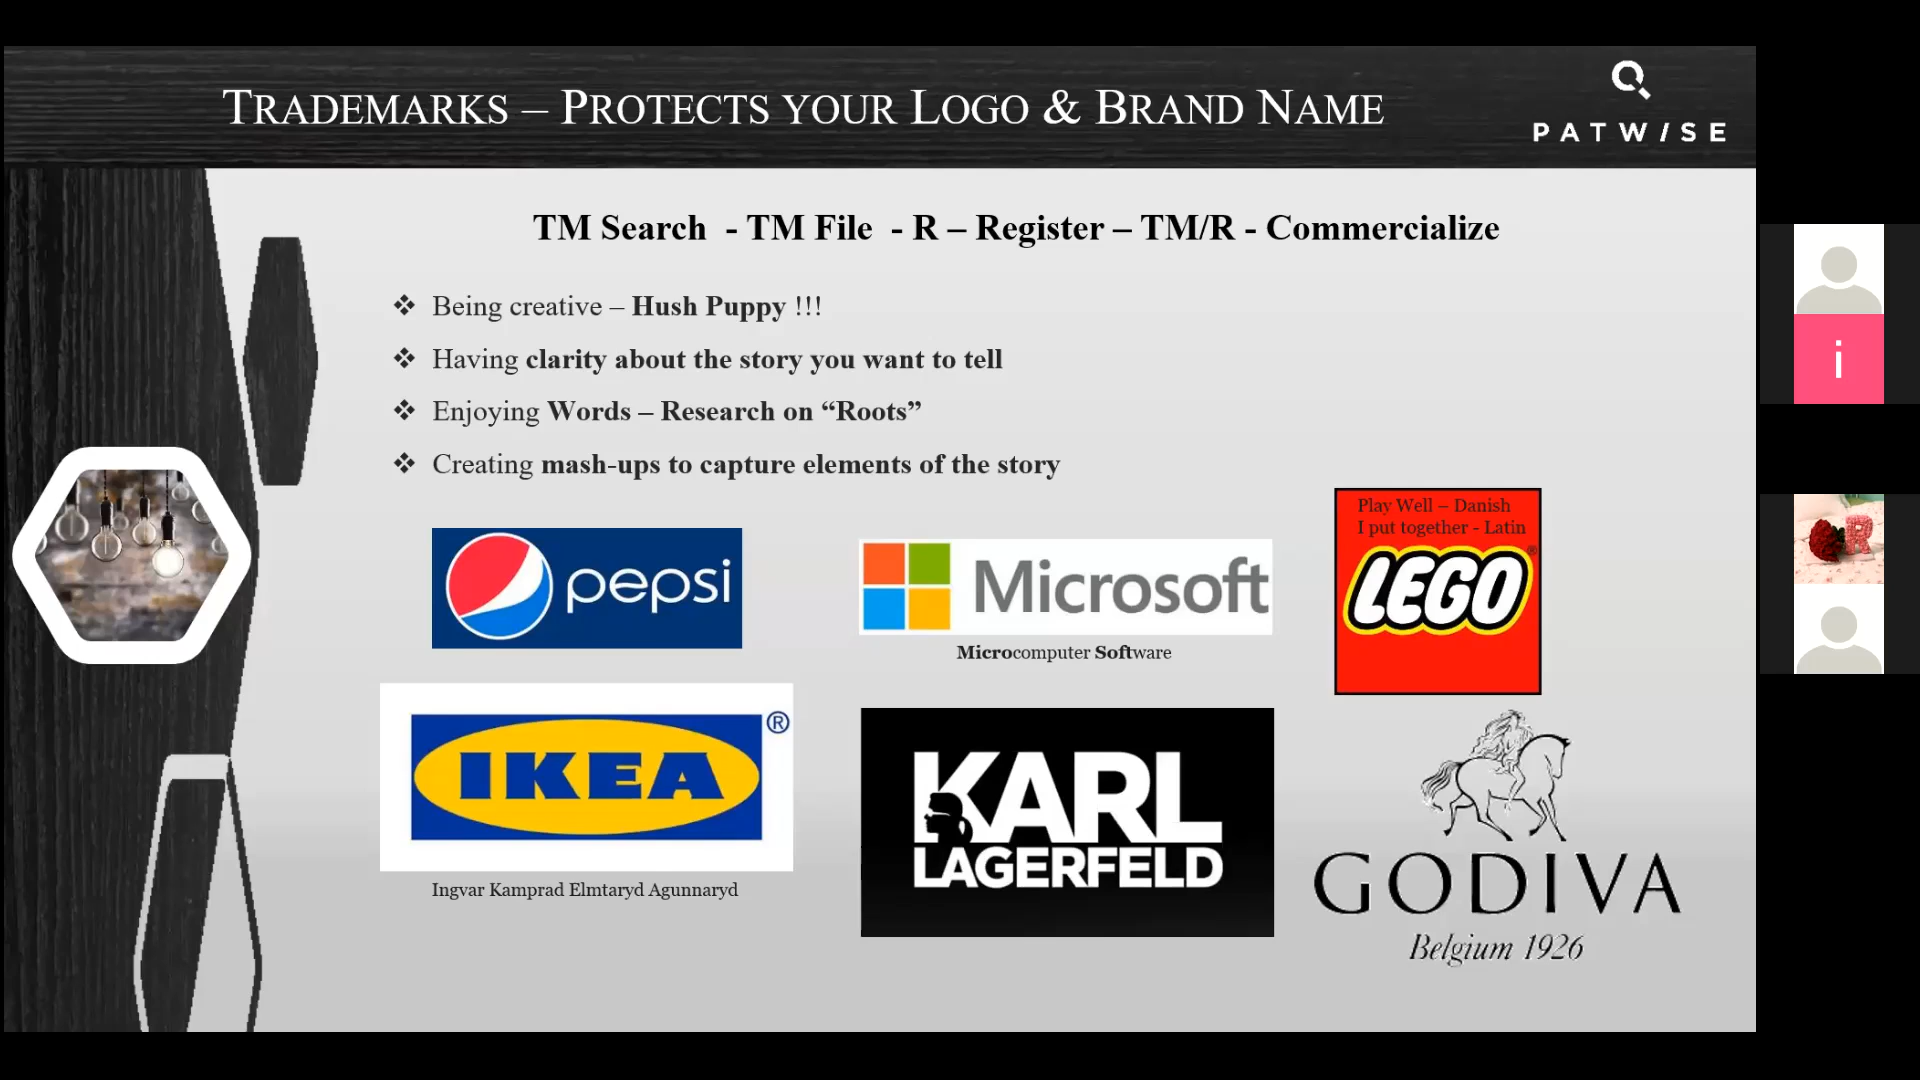 TRADEMARKS – PROTECTS YOUR LOGO & BRAND NAME
PATWISE
TM Search - TM File - R – Register – TM/R - Commercialize
❖ Being creative – Hush Puppy !!!
❖ Having clarity about the story you want to tell
❖ Enjoying Words – Research on “Roots”
❖ Creating mash-ups to capture elements of the story
pepsi
Microsoft
Microcomputer Software
Play Well – Danish
I put together - Latin
LEGO®
IKEA®
Ingvar Kamprad Elmtaryd Agunnaryd
KARL
LAGERFELD
GODIVA
Belgium 1926
i
R